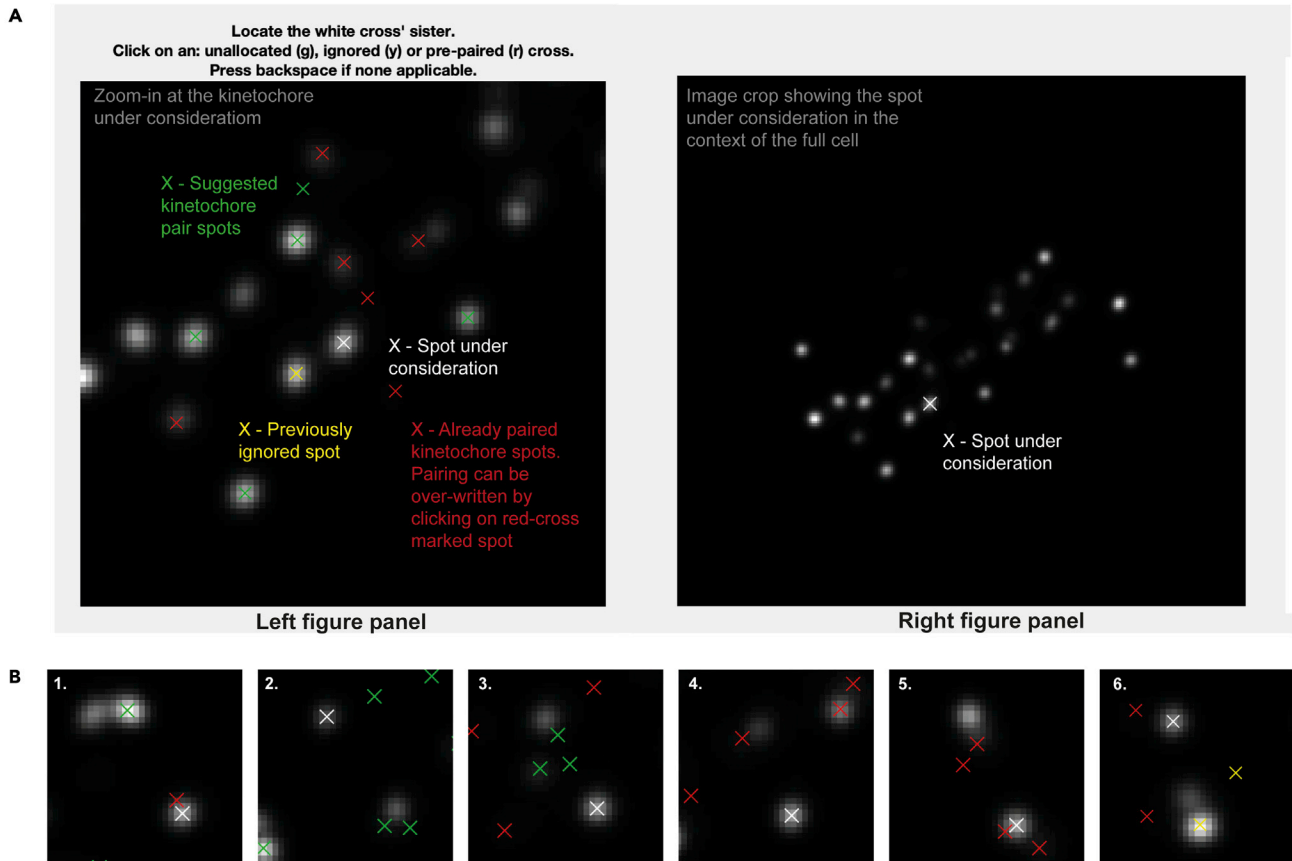 A
Locate the white cross' sister.
Click on an: unallocated (g), ignored (y) or pre-paired (r) cross.
Press backspace if none applicable.
Zoom-in at the kinetochore
under consideratiom
X - Suggested
kinetochore
pair spots
X - Spot under
consideration
X - Previously
ignored spot
X - Already paired
kinetochore spots.
Pairing can be
over-written by
clicking on red-cross
marked spot
Left figure panel
Image crop showing the spot
under consideration in the
context of the full cell
X - Spot under
consideration
Right figure panel
B
1.
2.
3.
4.
5.
6.